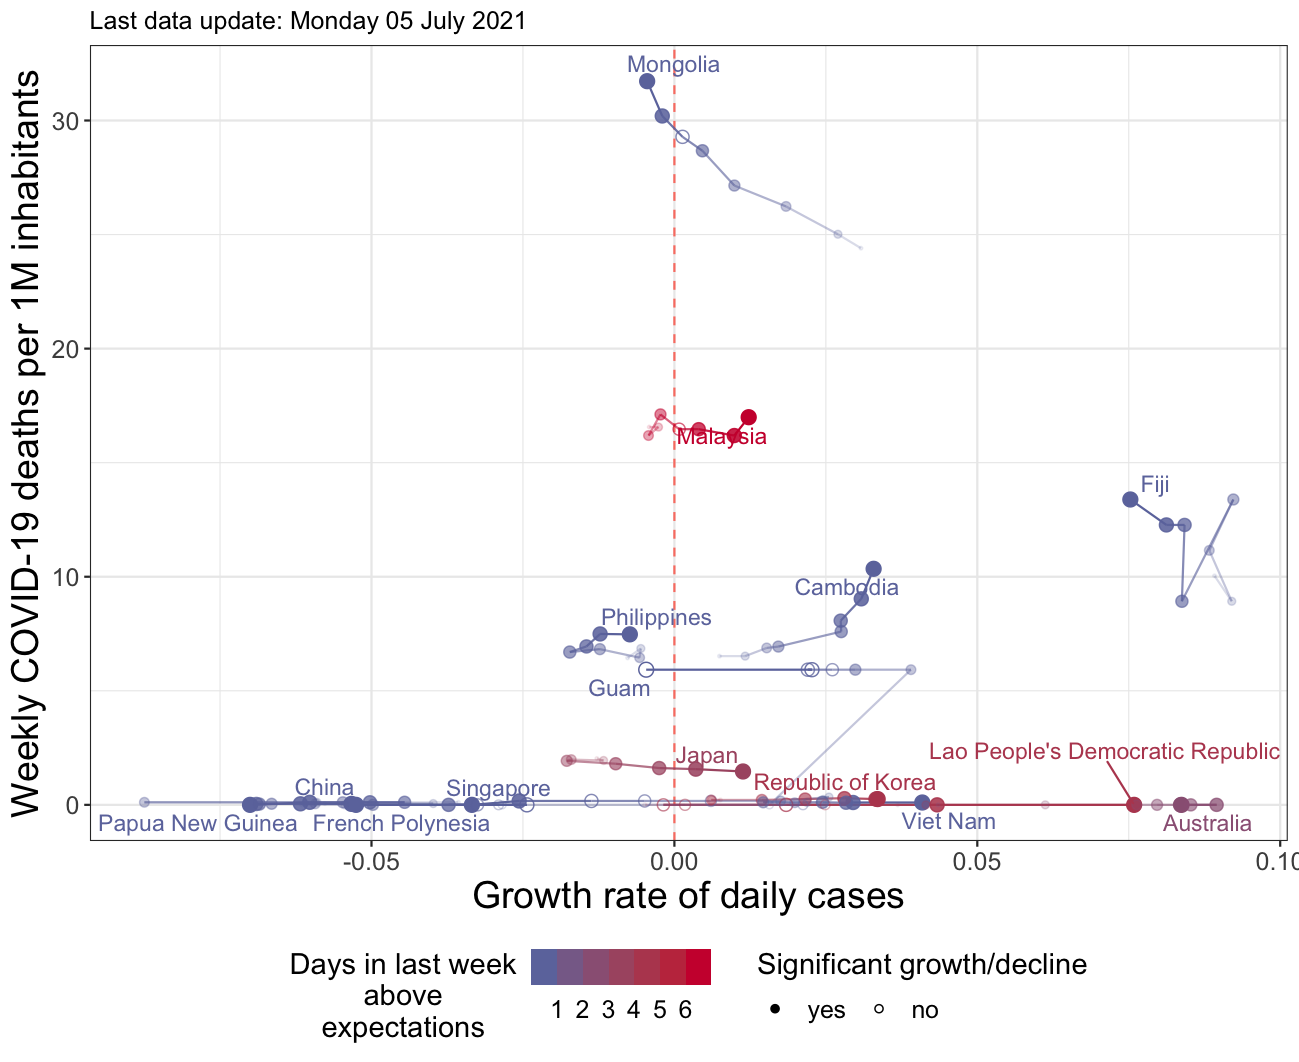 Last data update: Monday 05 July 2021
Weekly COVID-19 deaths per 1M inhabitants
30
20
10
0
Mongolia
Malaysia
Fiji
Cambodia
Philippines
Guam
Japan
Lao People's Democratic Republic
Republic of Korea
China
Singapore
Papua New Guinea
French Polynesia
Viet Nam
Australia
-0.05
0.00
0.05
0.10
Growth rate of daily cases
Days in last week
above
expectations
1 2 3 4 5 6
Significant growth/decline
yes
no